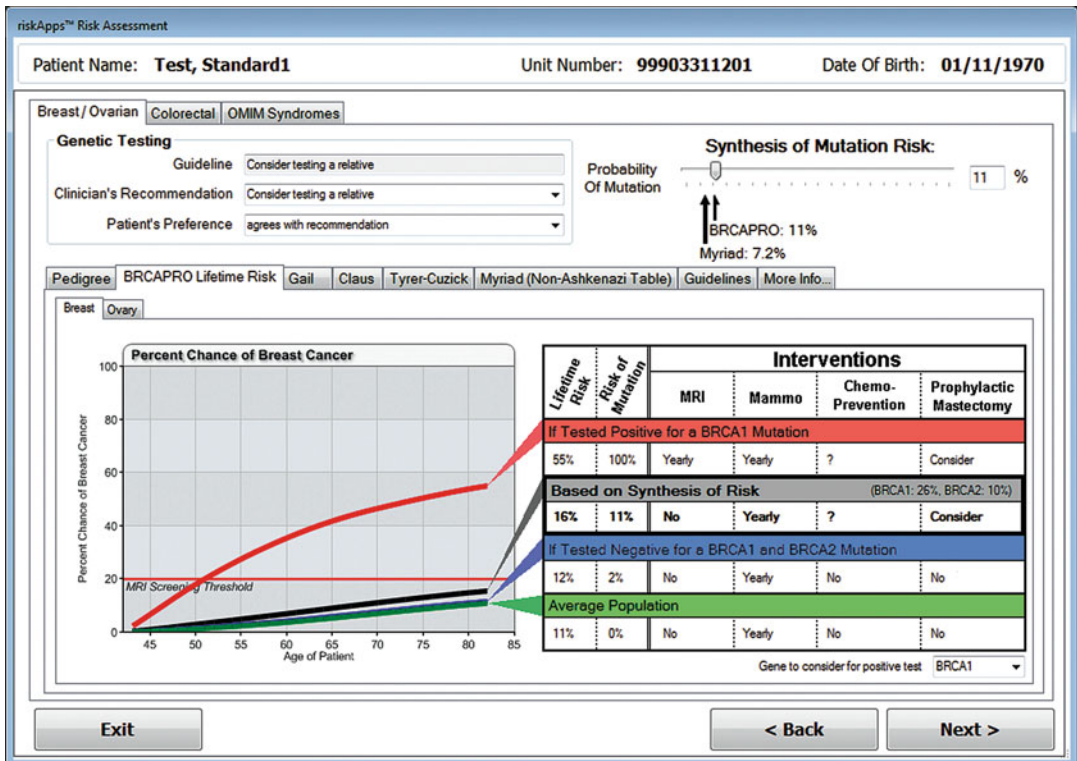 riskApps™ Risk Assessment
Patient Name: Test, Standard1 Unit Number: 99903311201 Date Of Birth: 01/11/1970
Breast/Ovarian Colorectal OMIM Syndromes
Genetic Testing
Guideline Consider testing a relative
Clinician's Recommendation Consider testing a relative
Patient's Preference agrees with recommendation
Synthesis of Mutation Risk:
Probability
Of Mutation
11 %
BRCAPRO: 11%
Myriad: 7.2%
Pedigree BRCAPRO Lifetime Risk Gail Claus Tyrer-Cuzick Myriad (Non-Ashkenazi Table) Guidelines More Info...
Breast Ovary
Percent Chance of Breast Cancer
Percent Chance of Breast Cancer
100
80
60
40
20
0
MRI Screening Threshold
45 50 55 60 65 70 75 80 85
Age of Patient
Lifetime
Risk
Risk of
Mutation
Interventions
MRI Mammo Chemo-
Prevention Prophylactic
Mastectomy
If Tested Positive for a BRCA1 Mutation
55% 100% Yearly Yearly ? Consider
Based on Synthesis of Risk (BRCA1: 26%, BRCA2: 10%)
16% 11% No Yearly ? Consider
If Tested Negative for a BRCA1 and BRCA2 Mutation
12% 2% No Yearly No No
Average Population
11% 0% No Yearly No No
Gene to consider for positive test BRCA1
Exit < Back Next >